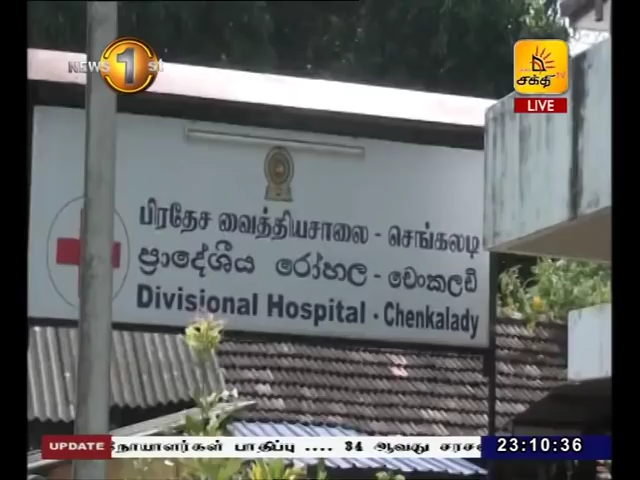 NEWS 1ST
சக்தி TV
LIVE
பிரதேச வைத்தியசாலை - செங்கலடி
ප්‍රාදේශීය රෝහල - චෙංකලඩි
Divisional Hospital - Chenkalady
UPDATE நோயாளர்கள் பாதிப்பு.... 34 ஆவது சரசு 23:10:36